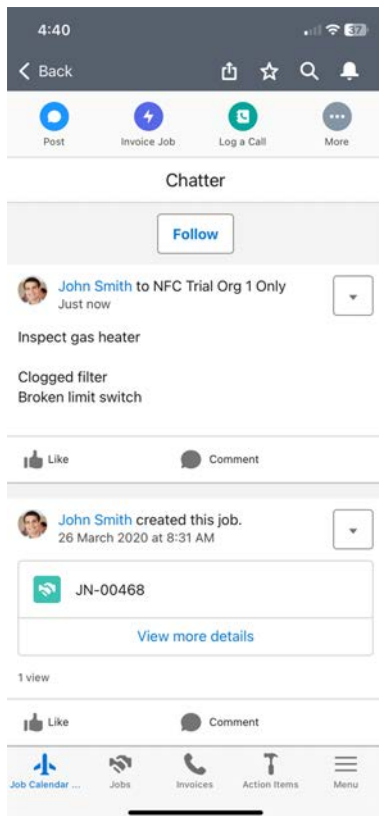 4:40
37
Back
Post
Invoice Job
Log a Call
More
Chatter
Follow
John Smith to NFC Trial Org 1 Only
Just now
Inspect gas heater
Clogged filter
Broken limit switch
Like
Comment
John Smith created this job.
26 March 2020 at 8:31 AM
JN-00468
View more details
1 view
Like
Comment
Job Calendar ...
Jobs
Invoices
Action Items
Menu